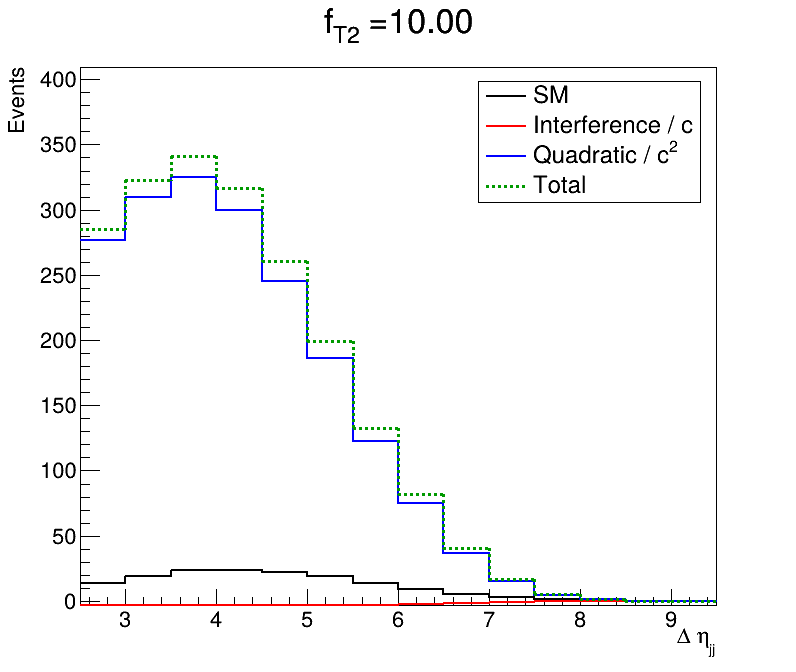 f_T2 =10.00
Events
400
350
300
250
200
150
100
50
0
SM
Interference / c
Quadratic / c²
Total
3 4 5 6 7 8 9
Δ η_jj